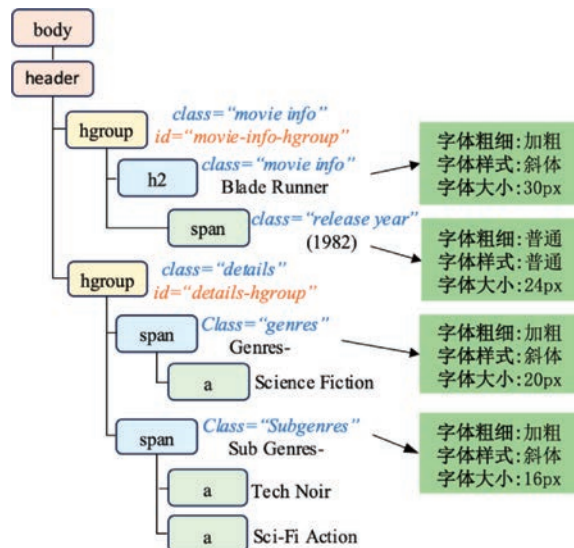 body
header
hgroup
class=“movie info”
id=“movie-info-hgroup”
h2
class=“movie info”
Blade Runner
字体粗细:加粗
字体样式:斜体
字体大小:30px
span
class=“release year”
(1982)
字体粗细:普通
字体样式:普通
字体大小:24px
hgroup
class=“details”
id=“details-hgroup”
span
Class=“genres”
Genres-
字体粗细:加粗
字体样式:斜体
字体大小:20px
a
Science Fiction
span
Class=“Subgenres”
Sub Genres-
字体粗细:加粗
字体样式:斜体
字体大小:16px
a
Tech Noir
a
Sci-Fi Action